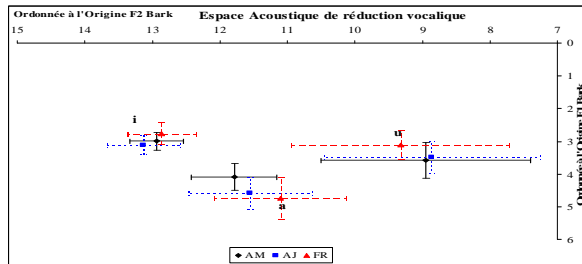 Ordonnée à l'Origine F2 Bark Espace Acoustique de réduction vocalique
15 14 13 12 11 10 9 8 7
0
1
2
3
4
5
6
Ordonnée à l'Origine F1 Bark
i
u
a
AM AJ FR